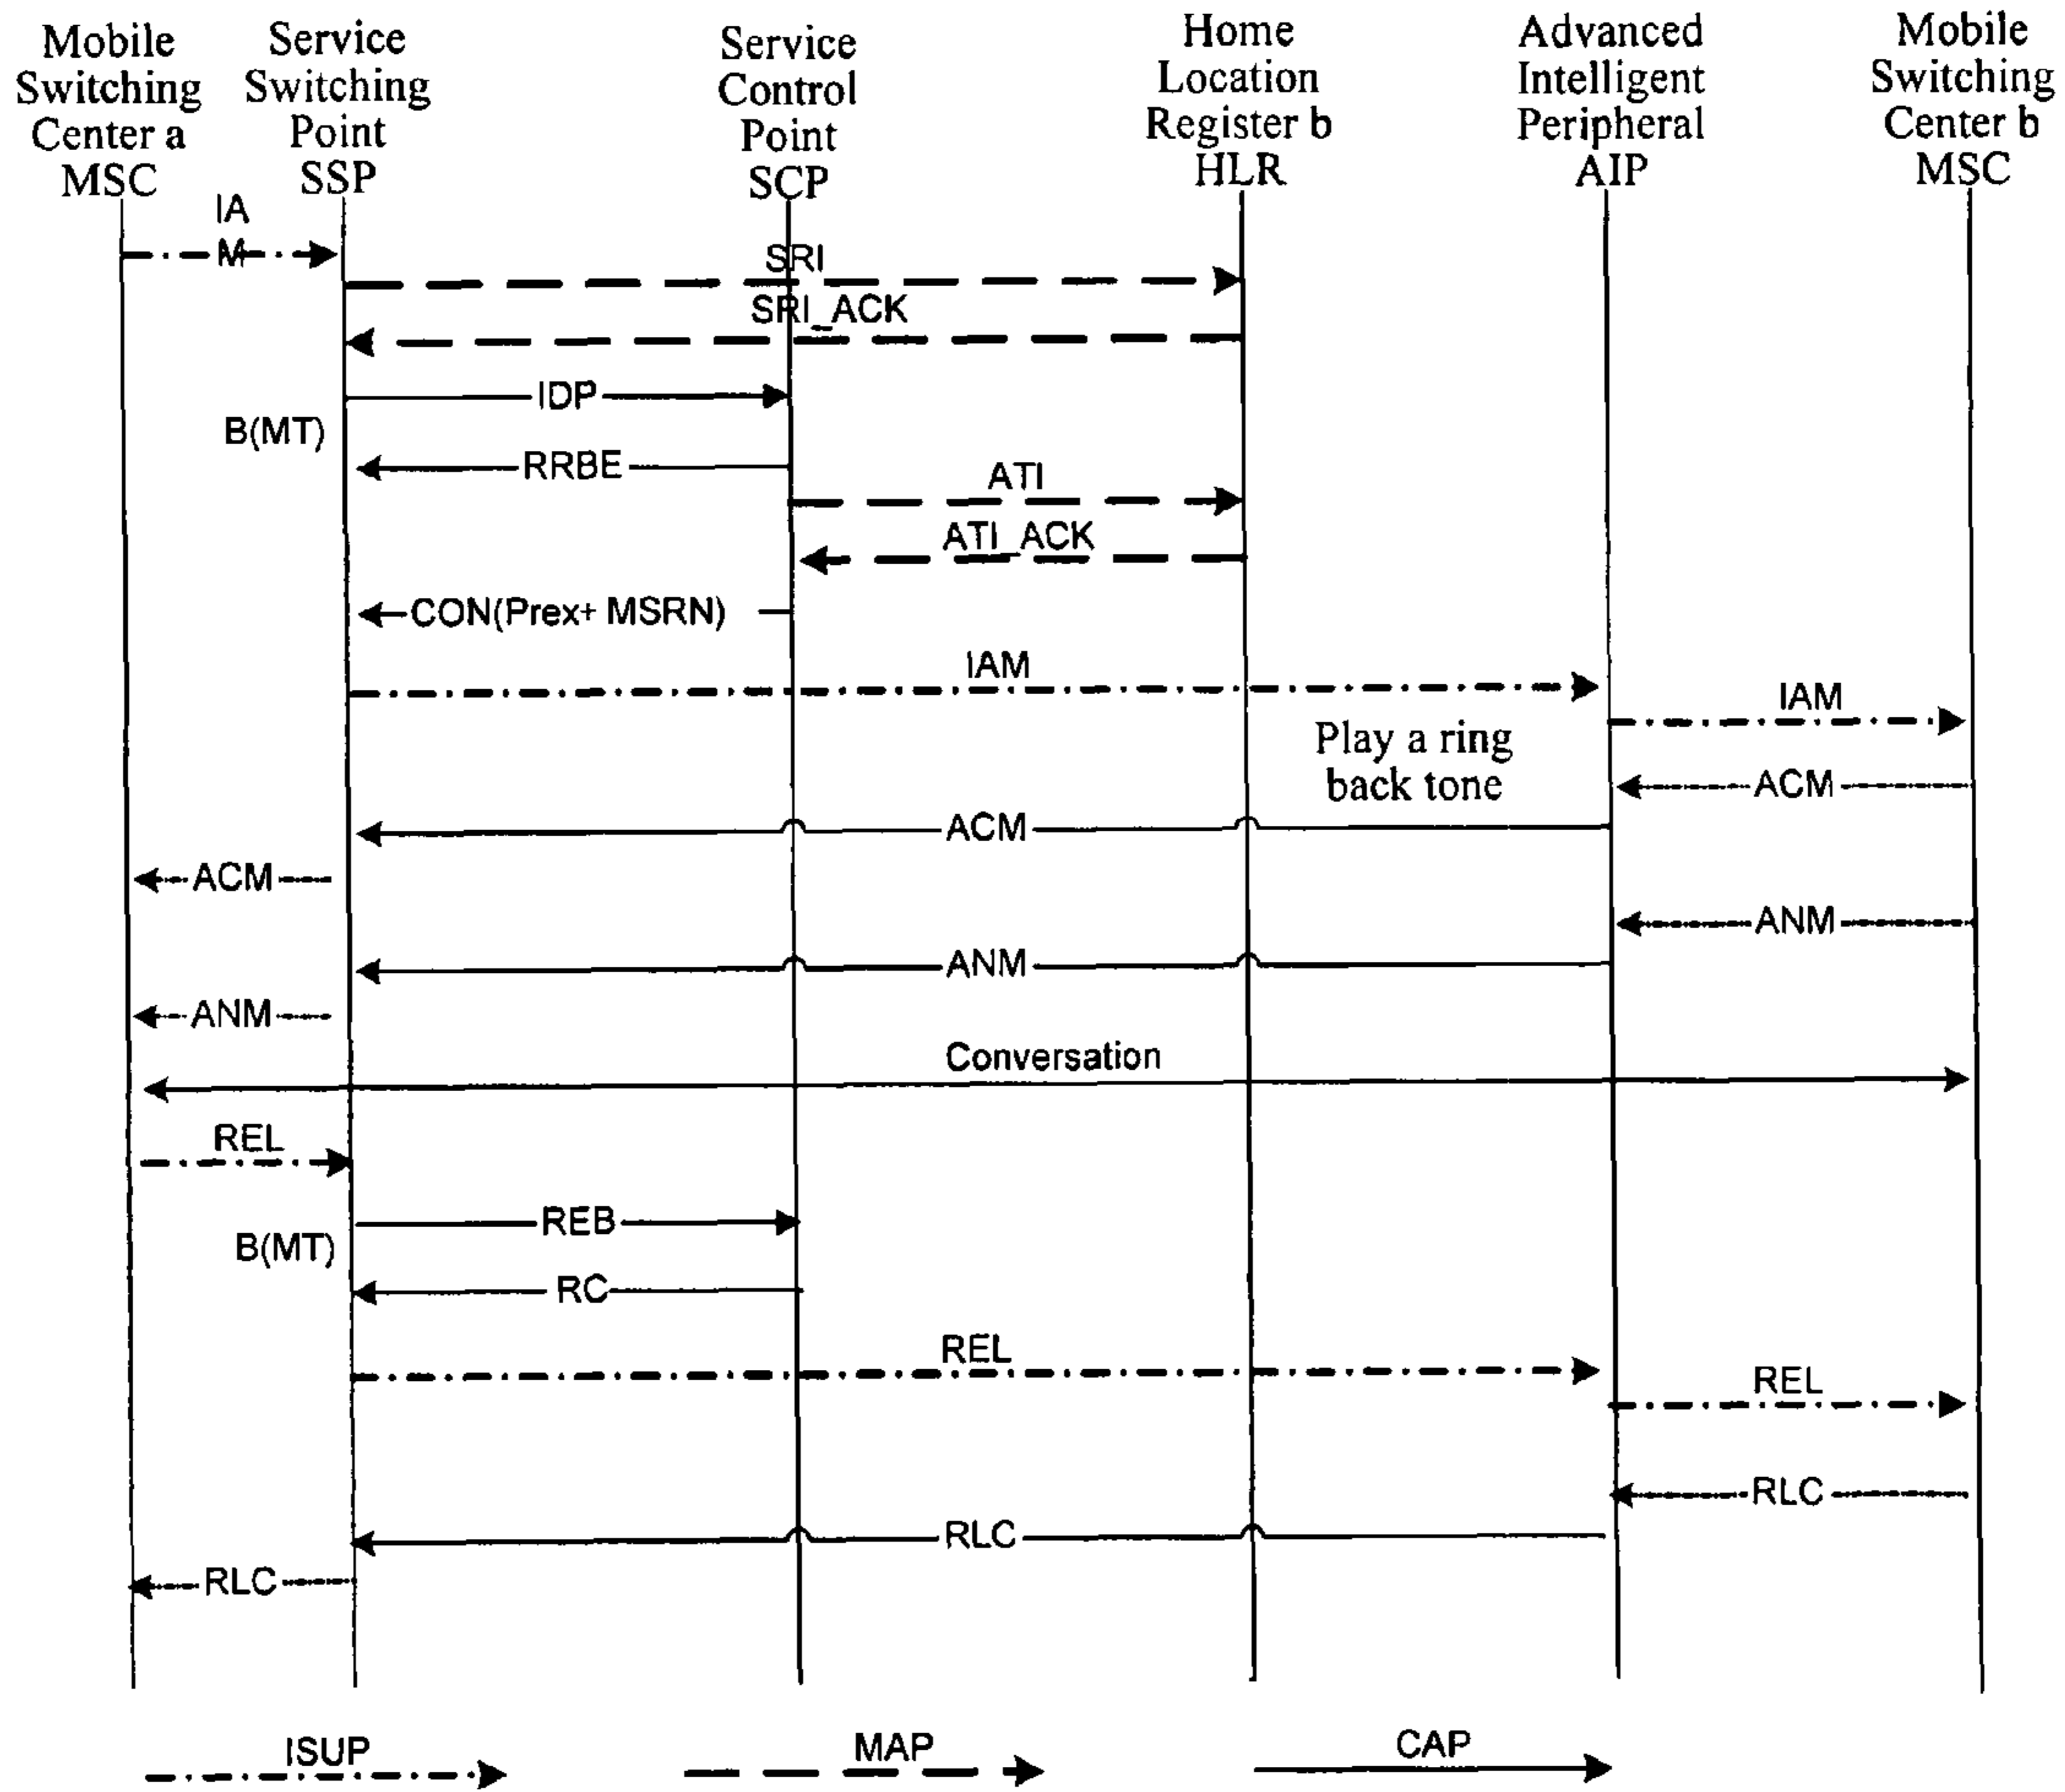 Mobile
Switching
Center a
MSC
Service
Switching
Point
SSP
Service
Control
Point
SCP
Home
Location
Register b
HLR
Advanced
Intelligent
Peripheral
AIP
Mobile
Switching
Center b
MSC
IA
M
SRI
SRI_ACK
IDP
B(MT)
RRBE
ATI
ATI_ACK
CON(Prex+ MSRN)
IAM
IAM
Play a ring
back tone
ACM
ACM
ACM
ANM
ANM
ANM
Conversation
REL
REB
B(MT)
RC
REL
REL
RLC
RLC
RLC
ISUP
MAP
CAP